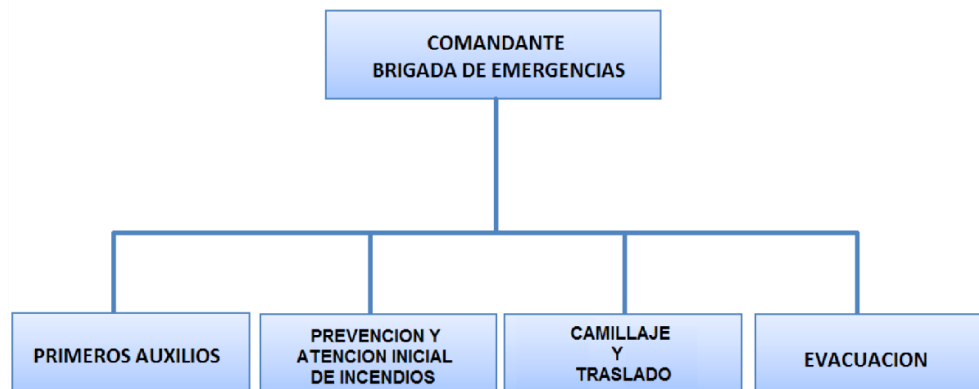 COMANDANTE
BRIGADA DE EMERGENCIAS
PRIMEROS AUXILIOS
PREVENCION Y
ATENCION INICIAL
DE INCENDIOS
CAMILLAJE
Y
TRASLADO
EVACUACION